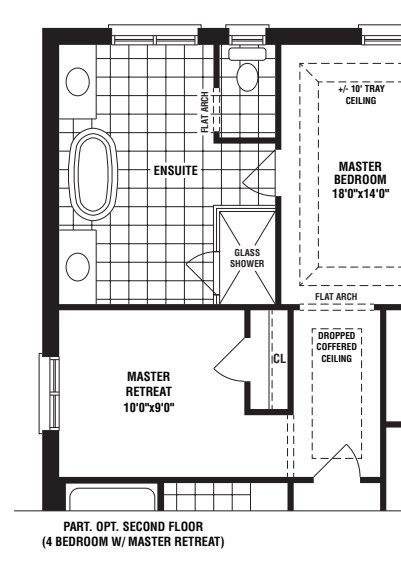 +/- 10' TRAY
CEILING
FLAT ARCH
ENSUITE
MASTER
BEDROOM
18'0"x14'0"
GLASS
SHOWER
FLAT ARCH
DROPPED
COFFERED
CEILING
CL
MASTER
RETREAT
10'0"x9'0"
PART. OPT. SECOND FLOOR
(4 BEDROOM W/ MASTER RETREAT)